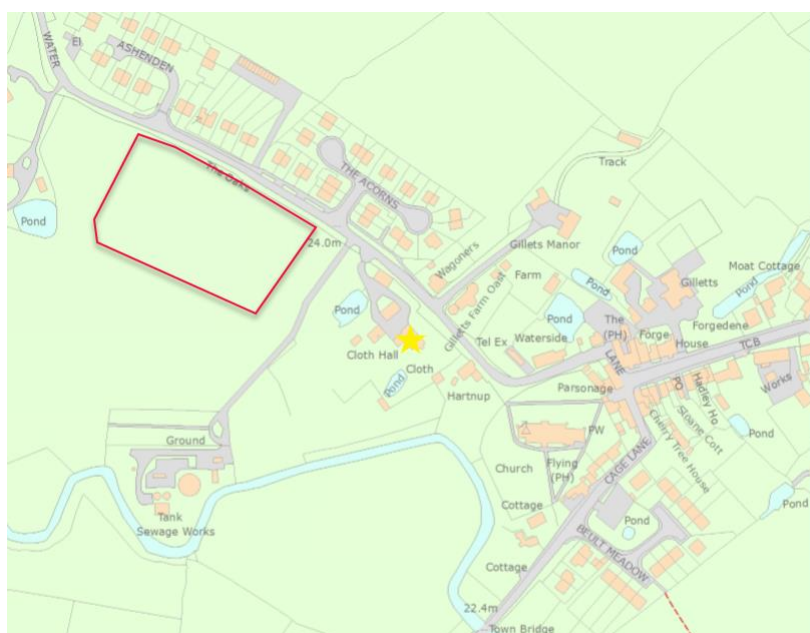 WATER
El
ASHENDEN
The Oaks
THE ACORNS
Track
Pond
24.0m
Wagoners
Gillets Manor
Farm
Pond
Pond
Moat Cottage
Gilletts
Pond
Pond
Gilletts Farm Oast
Pond
The
(PH)
Forge
Forgedene
House
TCB
Tel Ex
Waterside
LANE
Cloth Hall
Cloth
Pond
Hartnup
Parsonage
PO
Hadley Ho
Works
Sloane Cott
Cherry Tree House
Pond
PW
Ground
Church
Flying
(PH)
CAGE LANE
Tank
Sewage Works
Cottage
Pond
Pond
BEULT MEADOW
Cottage
22.4m
Town Bridge